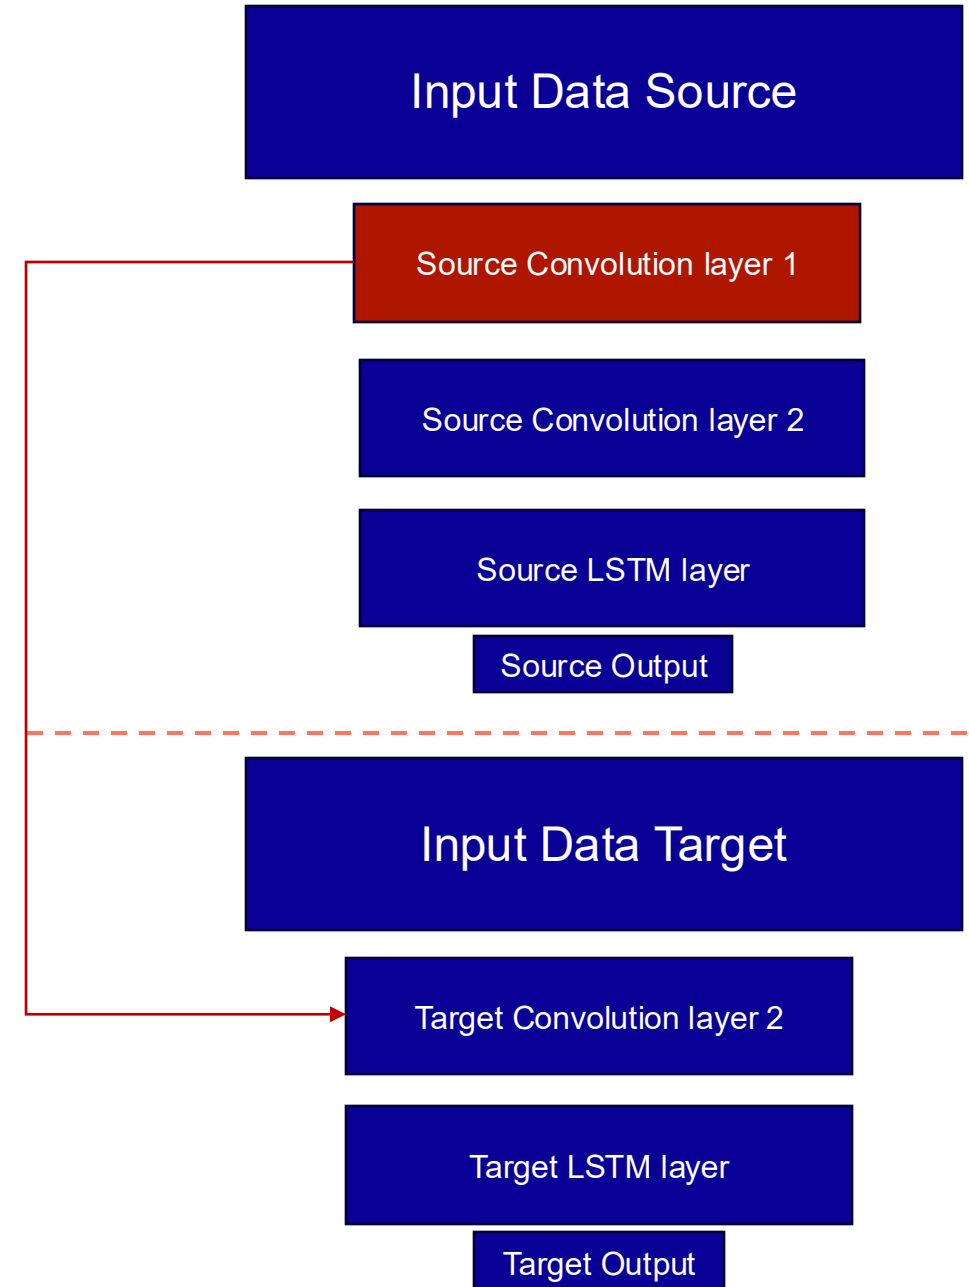 Input Data Source
Source Convolution layer 1
Source Convolution layer 2
Source LSTM layer
Source Output
Input Data Target
Target Convolution layer 2
Target LSTM layer
Target Output